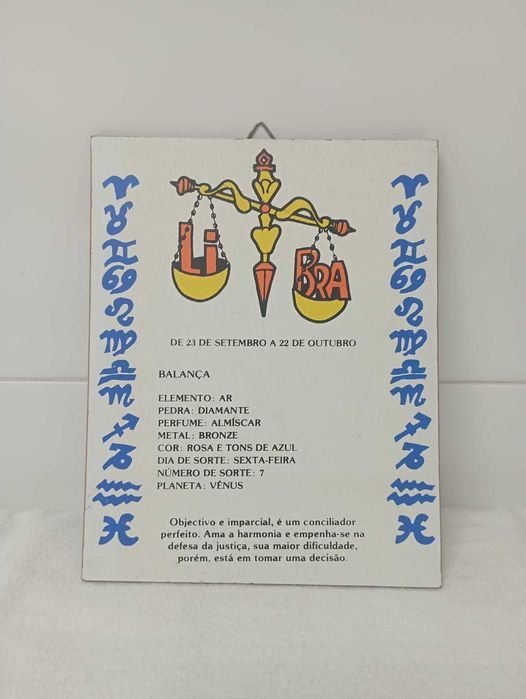 Li
BRA
DE 23 DE SETEMBRO A 22 DE OUTUBRO
BALANÇA
ELEMENTO: AR
PEDRA: DIAMANTE
PERFUME: ALMÍSCAR
METAL: BRONZE
COR: ROSA E TONS DE AZUL
DIA DE SORTE: SEXTA-FEIRA
NÚMERO DE SORTE: 7
PLANETA: VÉNUS
Objectivo e imparcial, é um conciliador
perfeito. Ama a harmonia e empenha-se na
defesa da justiça, sua maior dificuldade,
porém, está em tomar uma decisão.